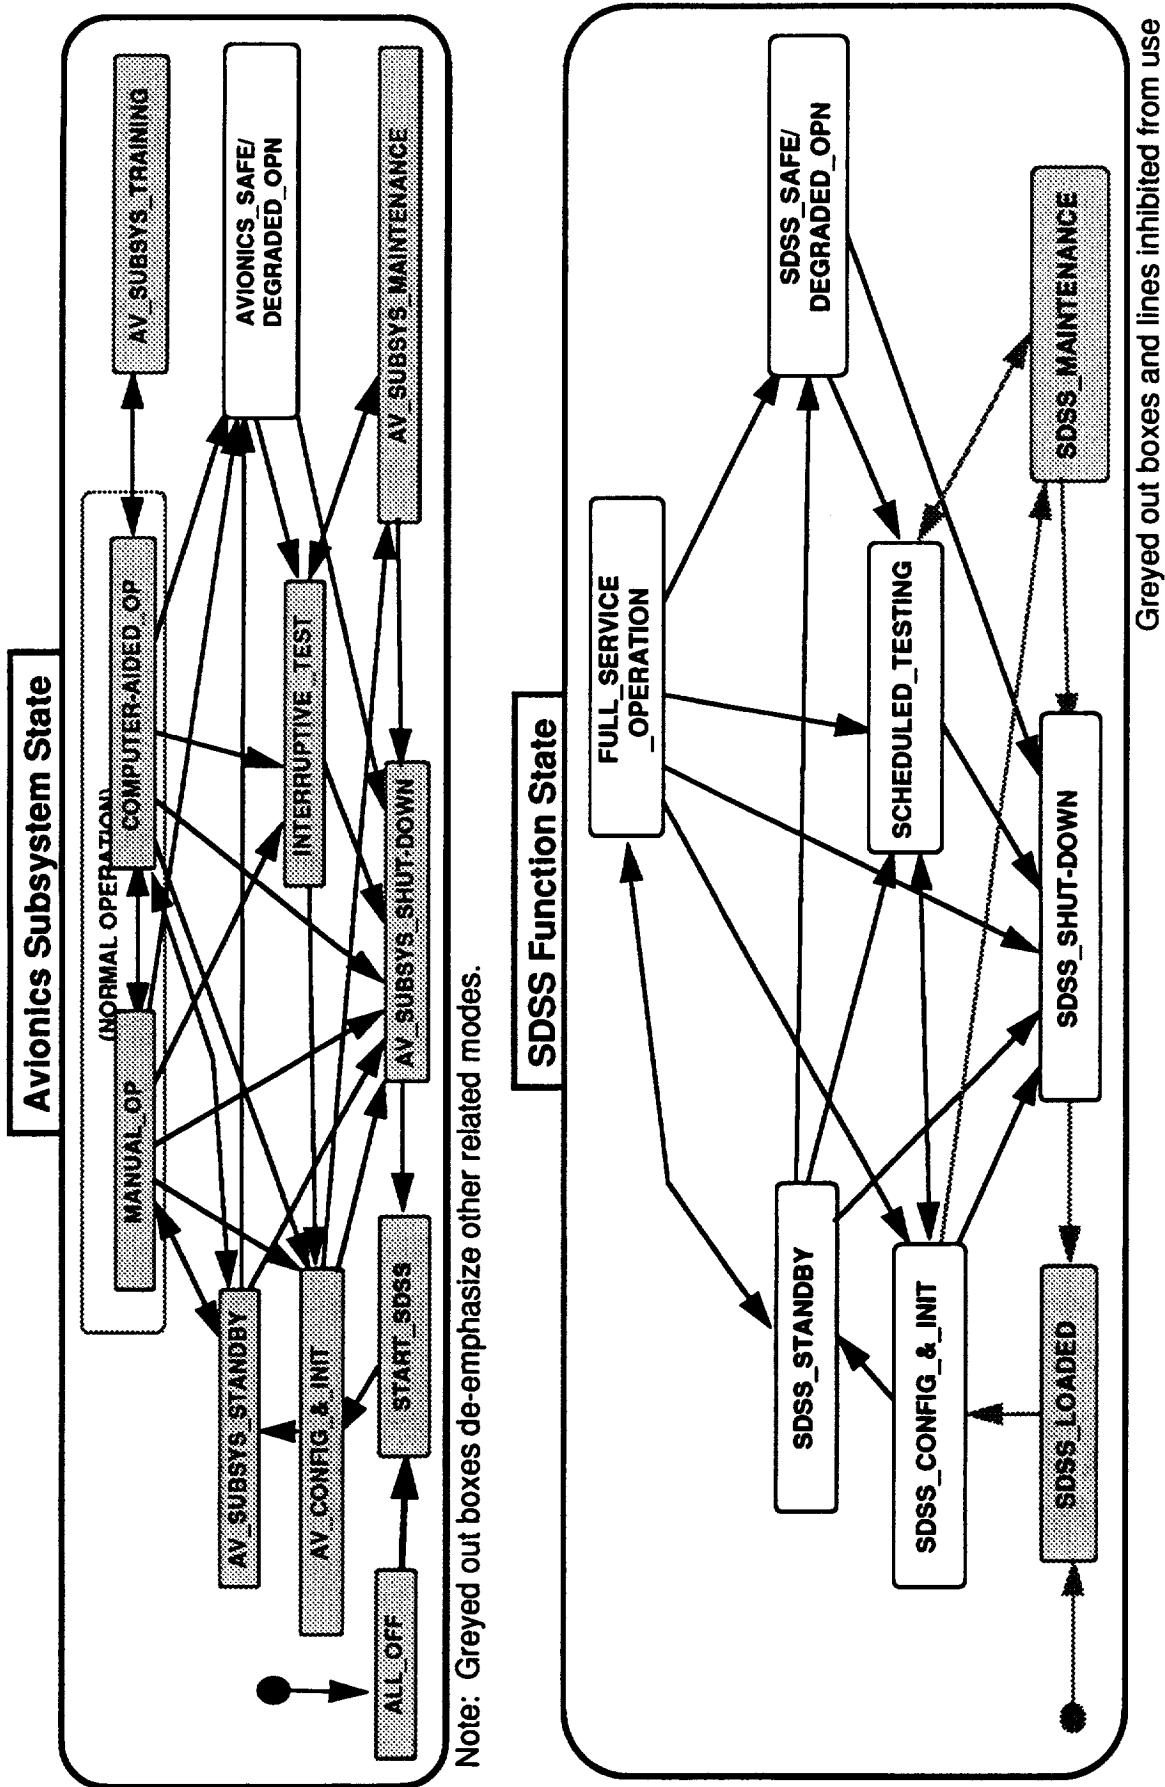 Avionics Subsystem State
(NORMAL OPERATION)
MANUAL_OP
COMPUTER-AIDED_OP
AV_SUBSYS_TRAINING
AV_SUBSYS_STANDBY
AVIONICS_SAFE/
DEGRADED_OPN
AV_CONFIG_&_INIT
INTERRUPTIVE_TEST
ALL_OFF
START_SDSS
AV_SUBSYS_SHUT-DOWN
AV_SUBSYS_MAINTENANCE
Note: Greyed out boxes de-emphasize other related modes.
SDSS Function State
FULL_SERVICE
_OPERATION
SDSS_STANDBY
SDSS_SAFE/
DEGRADED_OPN
SDSS_CONFIG_&_INIT
SCHEDULED_TESTING
SDSS_LOADED
SDSS_SHUT-DOWN
SDSS_MAINTENANCE
Greyed out boxes and lines inhibited from use